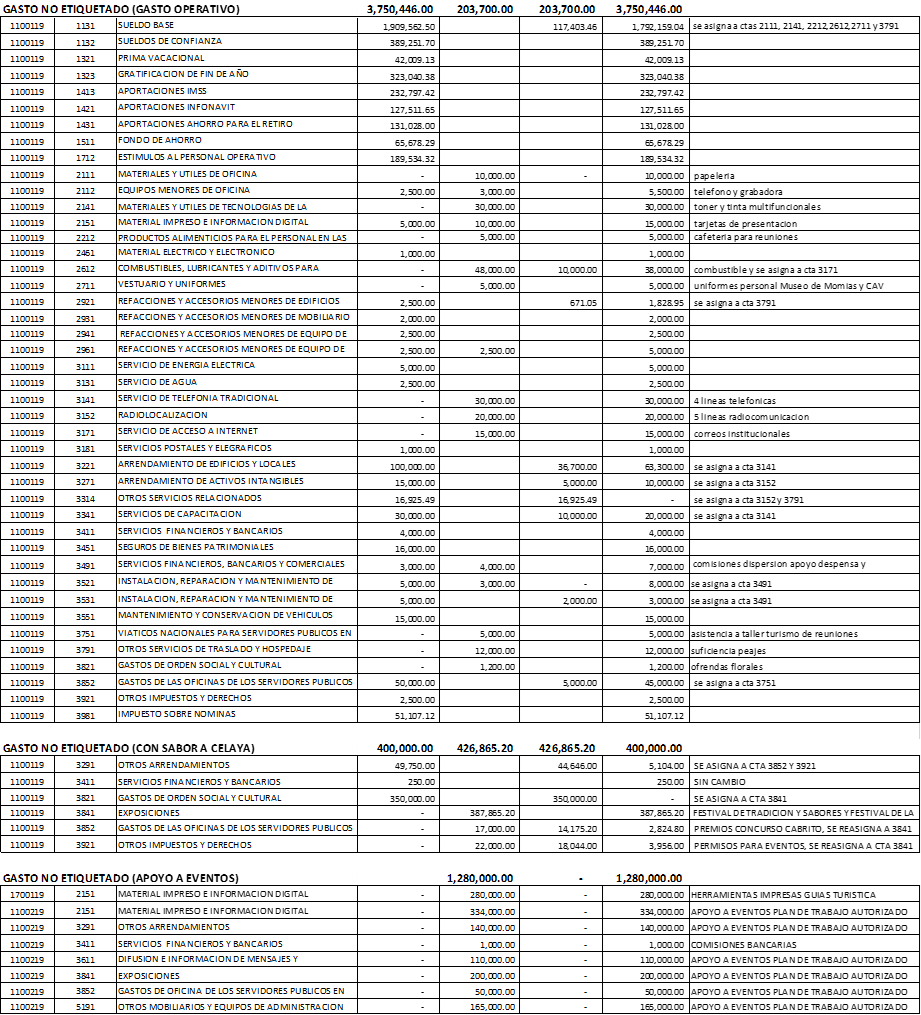 GASTO NO ETIQUETADO (GASTO OPERATIVO) 3,750,446.00 203,700.00 203,700.00 3,750,446.00
1100119 1131 SUELDO BASE 1,909,562.50 117,403.46 1,792,159.04 se asigna a ctas 2111, 2141, 2212,2612,2711 y 3791
1100119 1132 SUELDOS DE CONFIANZA 389,251.70 389,251.70
1100119 1321 PRIMA VACACIONAL 42,009.13 42,009.13
1100119 1323 GRATIFICACION DE FIN DE AÑO 323,040.38 323,040.38
1100119 1413 APORTACIONES IMSS 232,797.42 232,797.42
1100119 1421 APORTACIONES INFONAVIT 127,511.65 127,511.65
1100119 1431 APORTACIONES AHORRO PARA EL RETIRO 131,028.00 131,028.00
1100119 1511 FONDO DE AHORRO 65,678.29 65,678.29
1100119 1712 ESTIMULOS AL PERSONAL OPERATIVO 189,534.32 189,534.32
1100119 2111 MATERIALES Y UTILES DE OFICINA - 10,000.00 - 10,000.00 papeleria
1100119 2112 EQUIPOS MENORES DE OFICINA 2,500.00 3,000.00 5,500.00 telefono y grabadora
1100119 2141 MATERIALES Y UTILES DE TECNOLOGIAS DE LA - 30,000.00 30,000.00 toner y tinta multifuncionales
1100119 2151 MATERIAL IMPRESO E INFORMACION DIGITAL 5,000.00 10,000.00 15,000.00 tarjetas de presentacion
1100119 2212 PRODUCTOS ALIMENTICIOS PARA EL PERSONAL EN LAS - 5,000.00 5,000.00 cafeteria para reuniones
1100119 2461 MATERIAL ELECTRICO Y ELECTRONICO 1,000.00 1,000.00
1100119 2612 COMBUSTIBLES, LUBRICANTES Y ADITIVOS PARA - 48,000.00 10,000.00 38,000.00 combustible y se asigna a cta 3171
1100119 2711 VESTUARIO Y UNIFORMES - 5,000.00 5,000.00 uniformes personal Museo de Momias y CAV
1100119 2921 REFACCIONES Y ACCESORIOS MENORES DE EDIFICIOS 2,500.00 671.05 1,828.95 se asigna a cta 3791
1100119 2931 REFACCIONES Y ACCESORIOS MENORES DE MOBILIARIO 2,000.00 2,000.00
1100119 2941 REFACCIONES Y ACCESORIOS MENORES DE EQUIPO DE 2,500.00 2,500.00
1100119 2961 REFACCIONES Y ACCESORIOS MENORES DE EQUIPO DE 2,500.00 2,500.00 5,000.00
1100119 3111 SERVICIO DE ENERGIA ELECTRICA 5,000.00 5,000.00
1100119 3131 SERVICIO DE AGUA 2,500.00 2,500.00
1100119 3141 SERVICIO DE TELEFONIA TRADICIONAL - 30,000.00 30,000.00 4 lineas telefonicas
1100119 3152 RADIOLOCALIZACION - 20,000.00 20,000.00 5 lineas radiocomunicacion
1100119 3171 SERVICIO DE ACCESO A INTERNET - 15,000.00 15,000.00 correos institucionales
1100119 3181 SERVICIOS POSTALES Y ELEGRAFICOS 1,000.00 1,000.00
1100119 3221 ARRENDAMIENTO DE EDIFICIOS Y LOCALES 100,000.00 36,700.00 63,300.00 se asigna a cta 3141
1100119 3271 ARRENDAMIENTO DE ACTIVOS INTANGIBLES 15,000.00 5,000.00 10,000.00 se asigna a cta 3152
1100119 3314 OTROS SERVICIOS RELACIONADOS 16,925.49 16,925.49 - se asigna a cta 3152 y 3791
1100119 3341 SERVICIOS DE CAPACITACION 30,000.00 10,000.00 20,000.00 se asigna a cta 3141
1100119 3411 SERVICIOS FINANCIEROS Y BANCARIOS 4,000.00 4,000.00
1100119 3451 SEGUROS DE BIENES PATRIMONIALES 16,000.00 16,000.00
1100119 3491 SERVICIOS FINANCIEROS, BANCARIOS Y COMERCIALES 3,000.00 4,000.00 7,000.00 comisiones dispersion apoyo despensa y
1100119 3521 INSTALACION, REPARACION Y MANTENIMIENTO DE 5,000.00 3,000.00 - 8,000.00 se asigna a cta 3491
1100119 3531 INSTALACION, REPARACION Y MANTENIMIENTO DE 5,000.00 2,000.00 3,000.00 se asigna a cta 3491
1100119 3551 MANTENIMIENTO Y CONSERVACION DE VEHICULOS 15,000.00 15,000.00
1100119 3751 VIATICOS NACIONALES PARA SERVIDORES PUBLICOS EN - 5,000.00 5,000.00 asistencia a taller turismo de reuniones
1100119 3791 OTROS SERVICIOS DE TRASLADO Y HOSPEDAJE - 12,000.00 12,000.00 suficiencia peajes
1100119 3821 GASTOS DE ORDEN SOCIAL Y CULTURAL - 1,200.00 1,200.00 ofrendas florales
1100119 3852 GASTOS DE LAS OFICINAS DE LOS SERVIDORES PUBLICOS 50,000.00 5,000.00 45,000.00 se asigna a cta 3751
1100119 3921 OTROS IMPUESTOS Y DERECHOS 2,500.00 2,500.00
1100119 3981 IMPUESTO SOBRE NOMINAS 51,107.12 51,107.12
GASTO NO ETIQUETADO (CON SABOR A CELAYA) 400,000.00 426,865.20 426,865.20 400,000.00
1100119 3291 OTROS ARRENDAMIENTOS 49,750.00 44,646.00 5,104.00 SE ASIGNA A CTA 3852 Y 3921
1100119 3411 SERVICIOS FINANCIEROS Y BANCARIOS 250.00 250.00 SIN CAMBIO
1100119 3821 GASTOS DE ORDEN SOCIAL Y CULTURAL 350,000.00 350,000.00 - SE ASIGNA A CTA 3841
1100119 3841 EXPOSICIONES - 387,865.20 387,865.20 FESTIVAL DE TRADICION Y SABORES Y FESTIVAL DE LA
1100119 3852 GASTOS DE LAS OFICINAS DE LOS SERVIDORES PUBLICOS - 17,000.00 14,175.20 2,824.80 PREMIOS CONCURSO CABRITO, SE REASIGNA A 3841
1100119 3921 OTROS IMPUESTOS Y DERECHOS - 22,000.00 18,044.00 3,956.00 PERMISOS PARA EVENTOS, SE REASIGNA A CTA 3841
GASTO NO ETIQUETADO (APOYO A EVENTOS) 1,280,000.00 - 1,280,000.00
1700119 2151 MATERIAL IMPRESO E INFORMACION DIGITAL - 280,000.00 - 280,000.00 HERRAMIENTAS IMPRESAS GUIAS TURISTICA
1100219 2151 MATERIAL IMPRESO E INFORMACION DIGITAL - 334,000.00 - 334,000.00 APOYO A EVENTOS PLAN DE TRABAJO AUTORIZADO
1100219 3291 OTROS ARRENDAMIENTOS - 140,000.00 - 140,000.00 APOYO A EVENTOS PLAN DE TRABAJO AUTORIZADO
1100219 3411 SERVICIOS FINANCIEROS Y BANCARIOS - 1,000.00 - 1,000.00 COMISIONES BANCARIAS
1100219 3611 DIFUSION E INFORMACION DE MENSAJES Y - 110,000.00 - 110,000.00 APOYO A EVENTOS PLAN DE TRABAJO AUTORIZADO
1100219 3841 EXPOSICIONES - 200,000.00 - 200,000.00 APOYO A EVENTOS PLAN DE TRABAJO AUTORIZADO
1100219 3852 GASTOS DE OFICINA DE LOS SERVIDORES PUBLICOS EN - 50,000.00 - 50,000.00 APOYO A EVENTOS PLAN DE TRABAJO AUTORIZADO
1100219 5191 OTROS MOBILIARIOS Y EQUIPOS DE ADMINISTRACION - 165,000.00 - 165,000.00 APOYO A EVENTOS PLAN DE TRABAJO AUTORIZADO